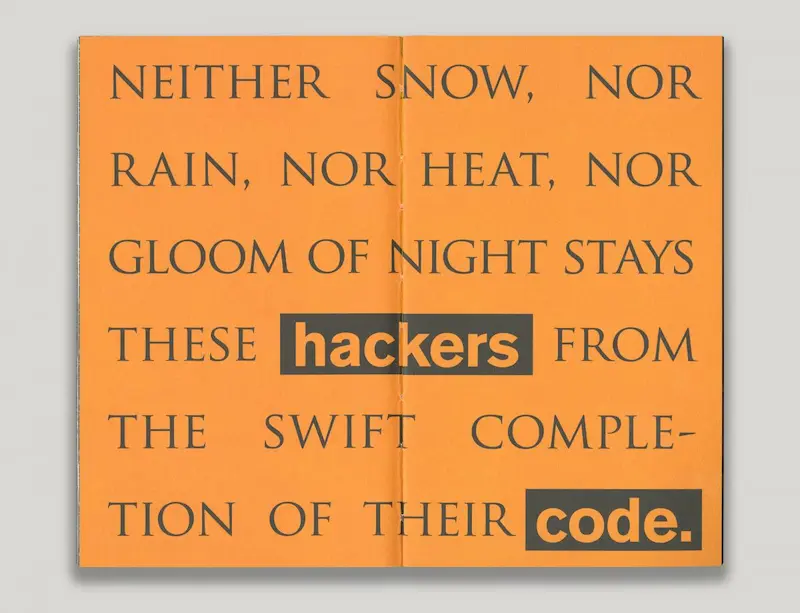 NEITHER SNOW, NOR
RAIN, NOR HEAT, NOR
GLOOM OF NIGHT STAYS
THESE hackers FROM
THE SWIFT COMPLE-
TION OF THEIR code.